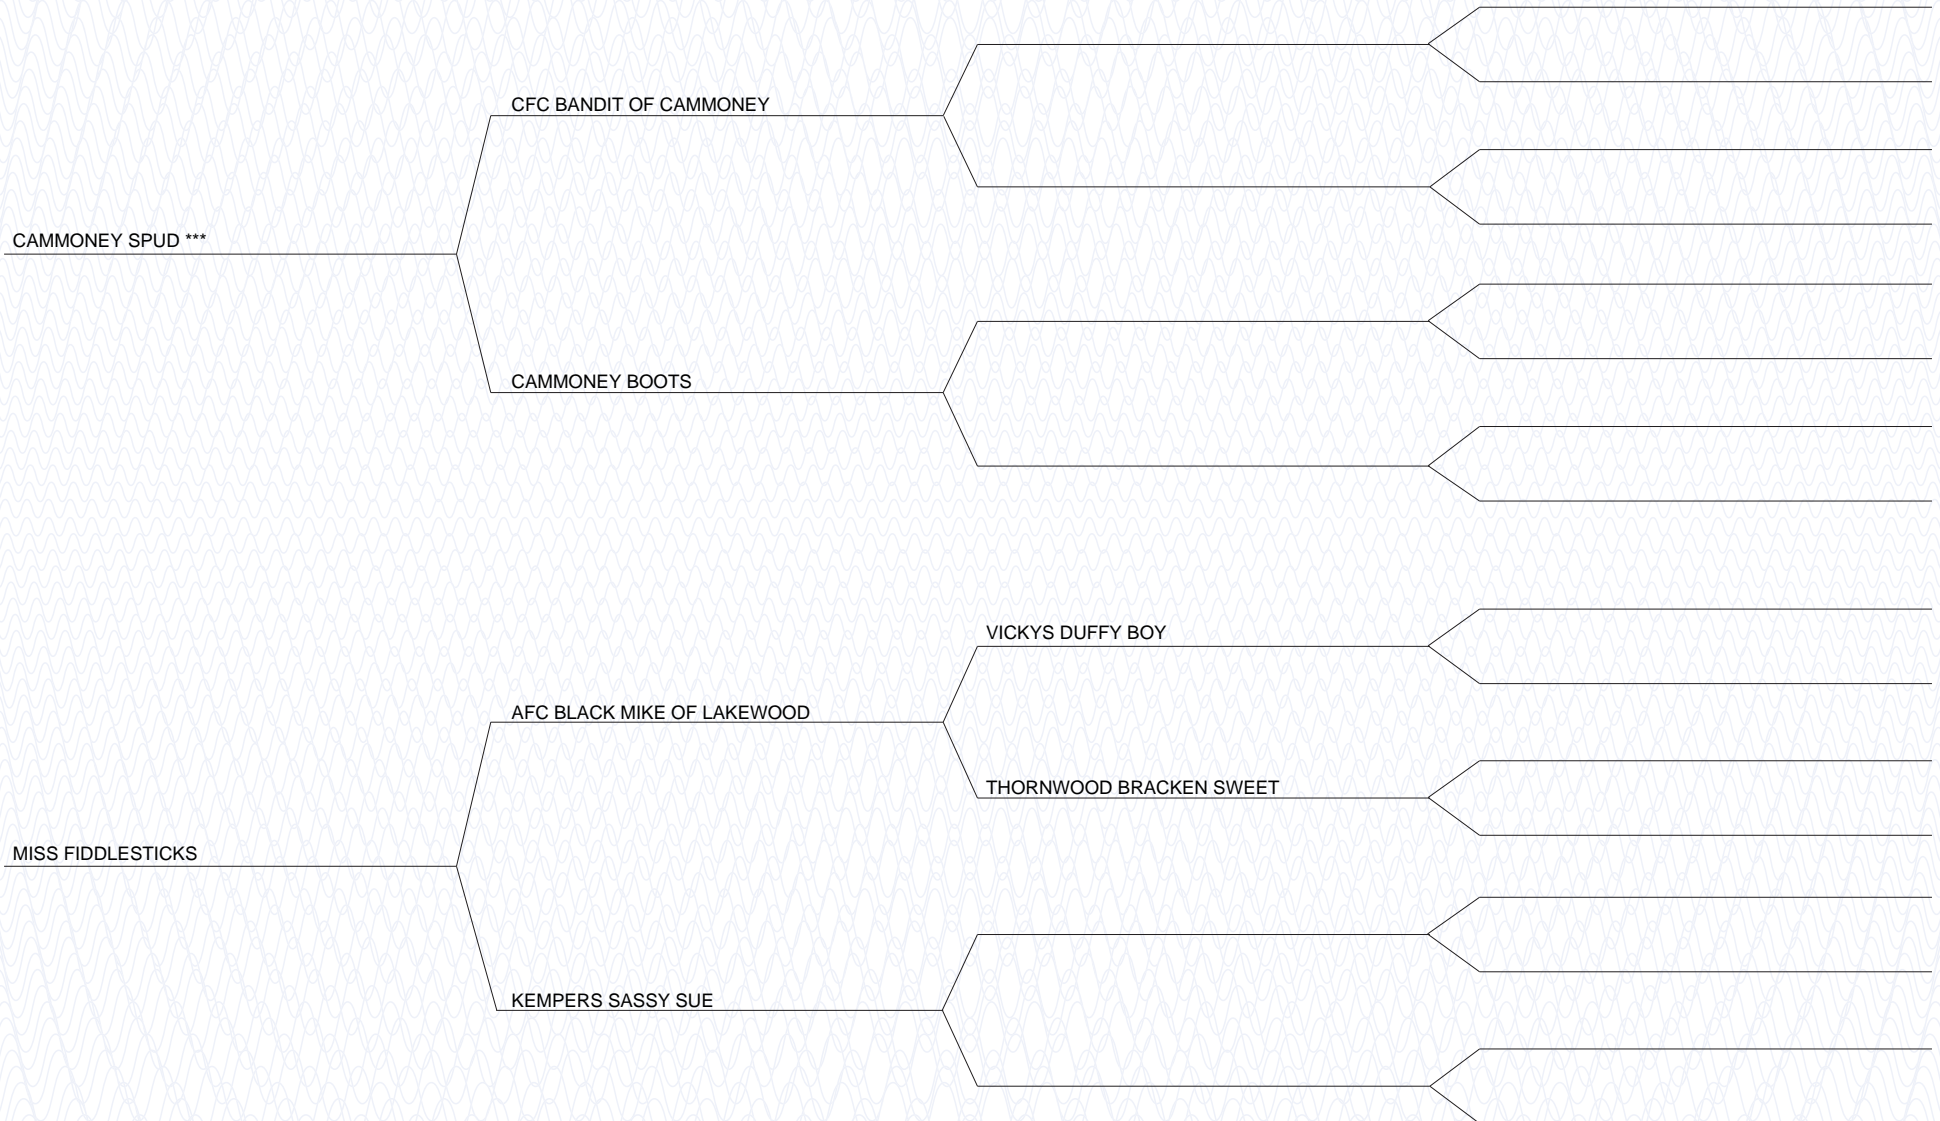 CFC BANDIT OF CAMMONEY
CAMMONEY SPUD ***
CAMMONEY BOOTS
VICKYS DUFFY BOY
AFC BLACK MIKE OF LAKEWOOD
THORNWOOD BRACKEN SWEET
MISS FIDDLESTICKS
KEMPERS SASSY SUE